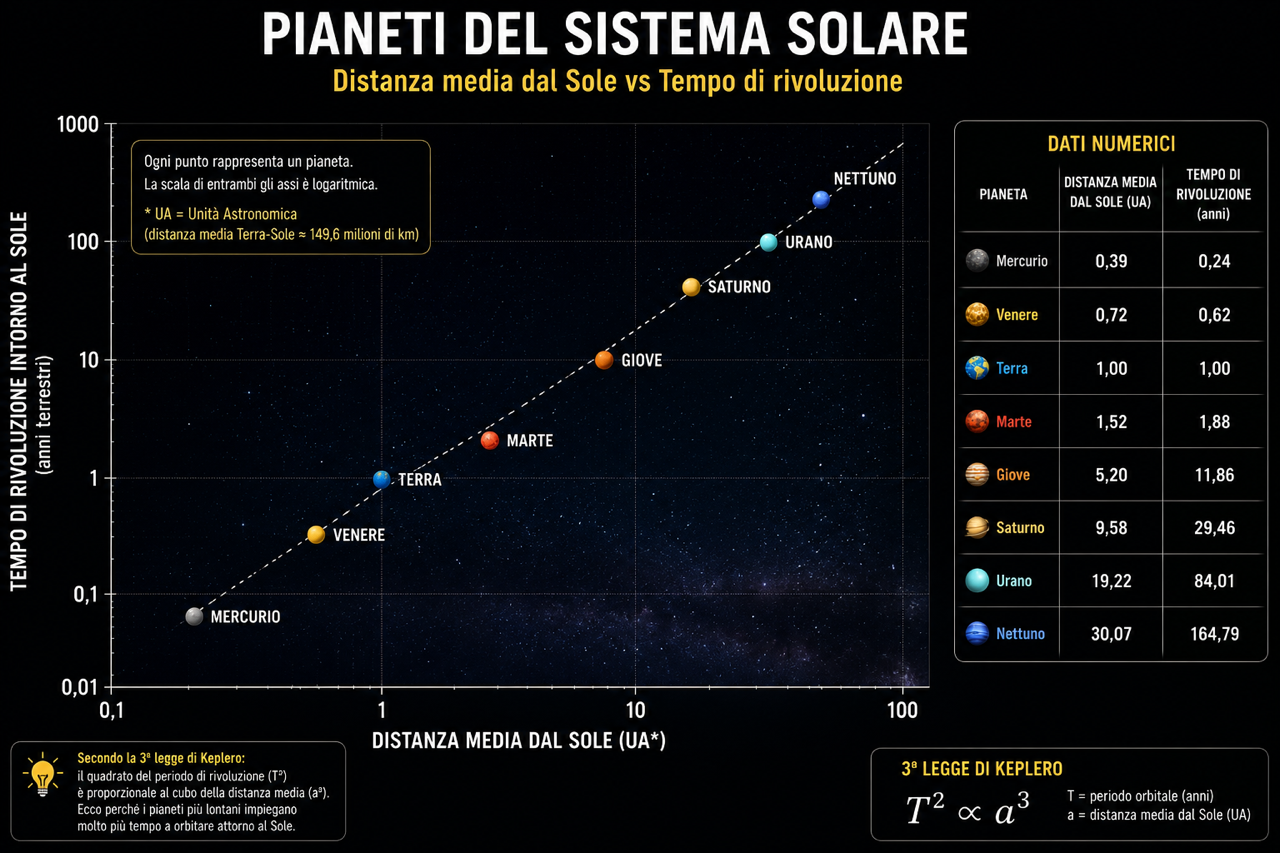 PIANETI DEL SISTEMA SOLARE
Distanza media dal Sole vs Tempo di rivoluzione
TEMPO DI RIVOLUZIONE INTORNO AL SOLE
(anni terrestri)
1000
100
10
1
0,1
0,01
Ogni punto rappresenta un pianeta.
La scala di entrambi gli assi è logaritmica.
* UA = Unità Astronomica
(distanza media Terra-Sole ≈ 149,6 milioni di km)
NETTUNO
URANO
SATURNO
GIOVE
MARTE
TERRA
VENERE
MERCURIO
0,1 1 10 100
DISTANZA MEDIA DAL SOLE (UA*)
DATI NUMERICI
PIANETA
DISTANZA MEDIA
DAL SOLE (UA)
TEMPO DI
RIVOLUZIONE
(anni)
Mercurio 0,39 0,24
Venere 0,72 0,62
Terra 1,00 1,00
Marte 1,52 1,88
Giove 5,20 11,86
Saturno 9,58 29,46
Urano 19,22 84,01
Nettuno 30,07 164,79
Secondo la 3ª legge di Keplero:
il quadrato del periodo di rivoluzione (T²)
è proporzionale al cubo della distanza media (a³).
Ecco perché i pianeti più lontani impiegano
molto più tempo a orbitare attorno al Sole.
3ª LEGGE DI KEPLERO
T² ∝ a³
T = periodo orbitale (anni)
a = distanza media dal Sole (UA)